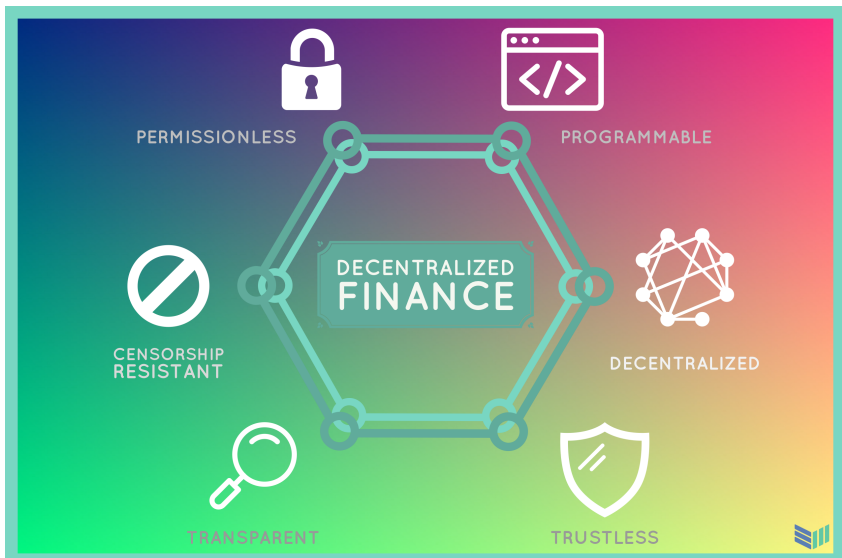 PERMISSIONLESS
PROGRAMMABLE
</>
DECENTRALIZED
FINANCE
CENSORSHIP
RESISTANT
DECENTRALIZED
TRANSPARENT
TRUSTLESS